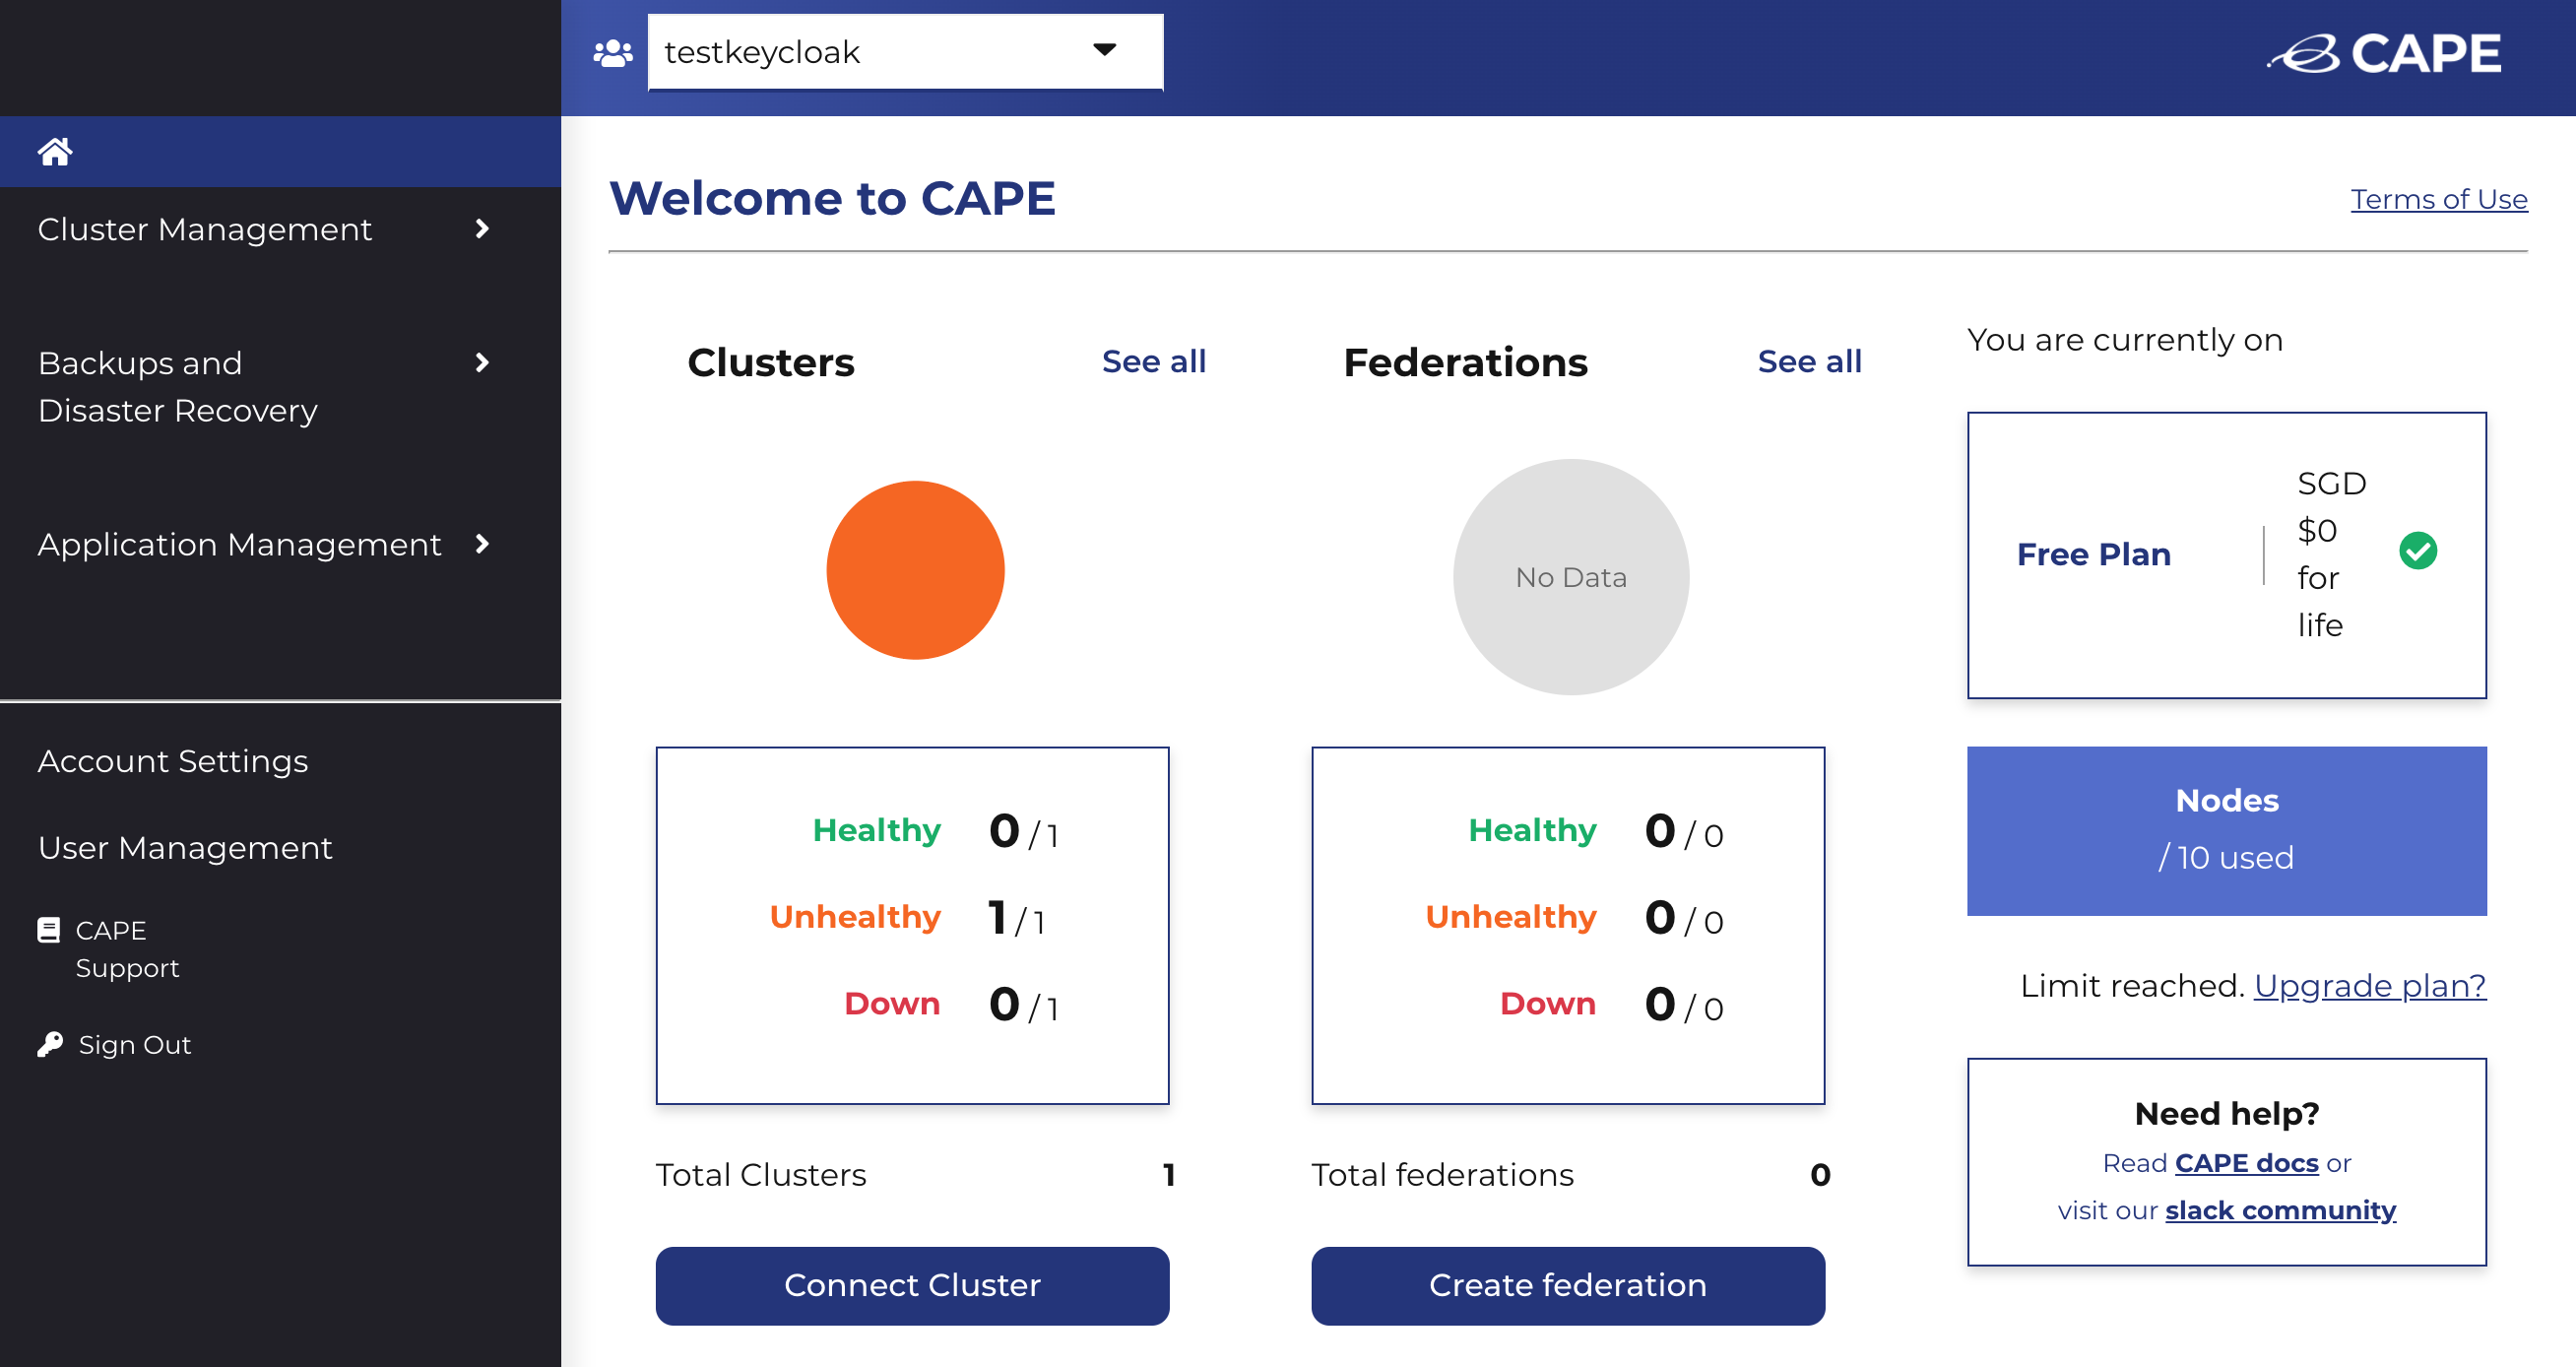 testkeycloak
CAPE
Cluster Management
Backups and
Disaster Recovery
Application Management
Account Settings
User Management
CAPE
Support
Sign Out
Welcome to CAPE
Terms of Use
Clusters
See all
Healthy 0 / 1
Unhealthy 1 / 1
Down 0 / 1
Total Clusters 1
Connect Cluster
Federations
See all
No Data
Healthy 0 / 0
Unhealthy 0 / 0
Down 0 / 0
Total federations 0
Create federation
You are currently on
Free Plan
SGD
$0
for
life
Nodes
/ 10 used
Limit reached. Upgrade plan?
Need help?
Read CAPE docs or
visit our slack community